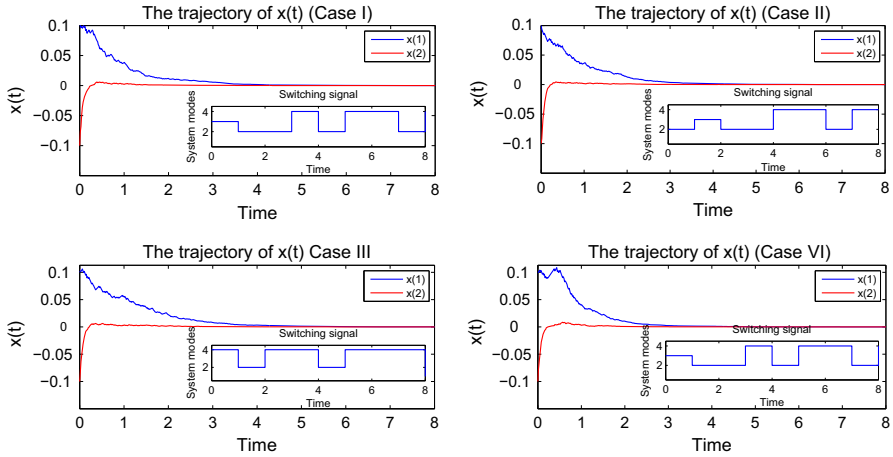 The trajectory of x(t) (Case I)
0.1
0.05
0
−0.05
−0.1
x(t)
x(1)
x(2)
Switching signal
System modes
4
2
0 2 4 6 8
Time
0 1 2 3 4 5 6 7 8
Time
The trajectory of x(t) (Case II)
0.1
0.05
0
−0.05
−0.1
x(t)
x(1)
x(2)
Switching signal
System modes
4
2
0 2 4 6 8
Time
0 1 2 3 4 5 6 7 8
Time
The trajectory of x(t) Case III
0.1
0.05
0
−0.05
−0.1
x(t)
x(1)
x(2)
Switching signal
System modes
4
2
0 2 4 6 8
Time
0 1 2 3 4 5 6 7 8
Time
The trajectory of x(t) (Case VI)
0.1
0.05
0
−0.05
−0.1
x(t)
x(1)
x(2)
Switching signal
System modes
4
2
0 2 4 6 8
Time
0 1 2 3 4 5 6 7 8
Time